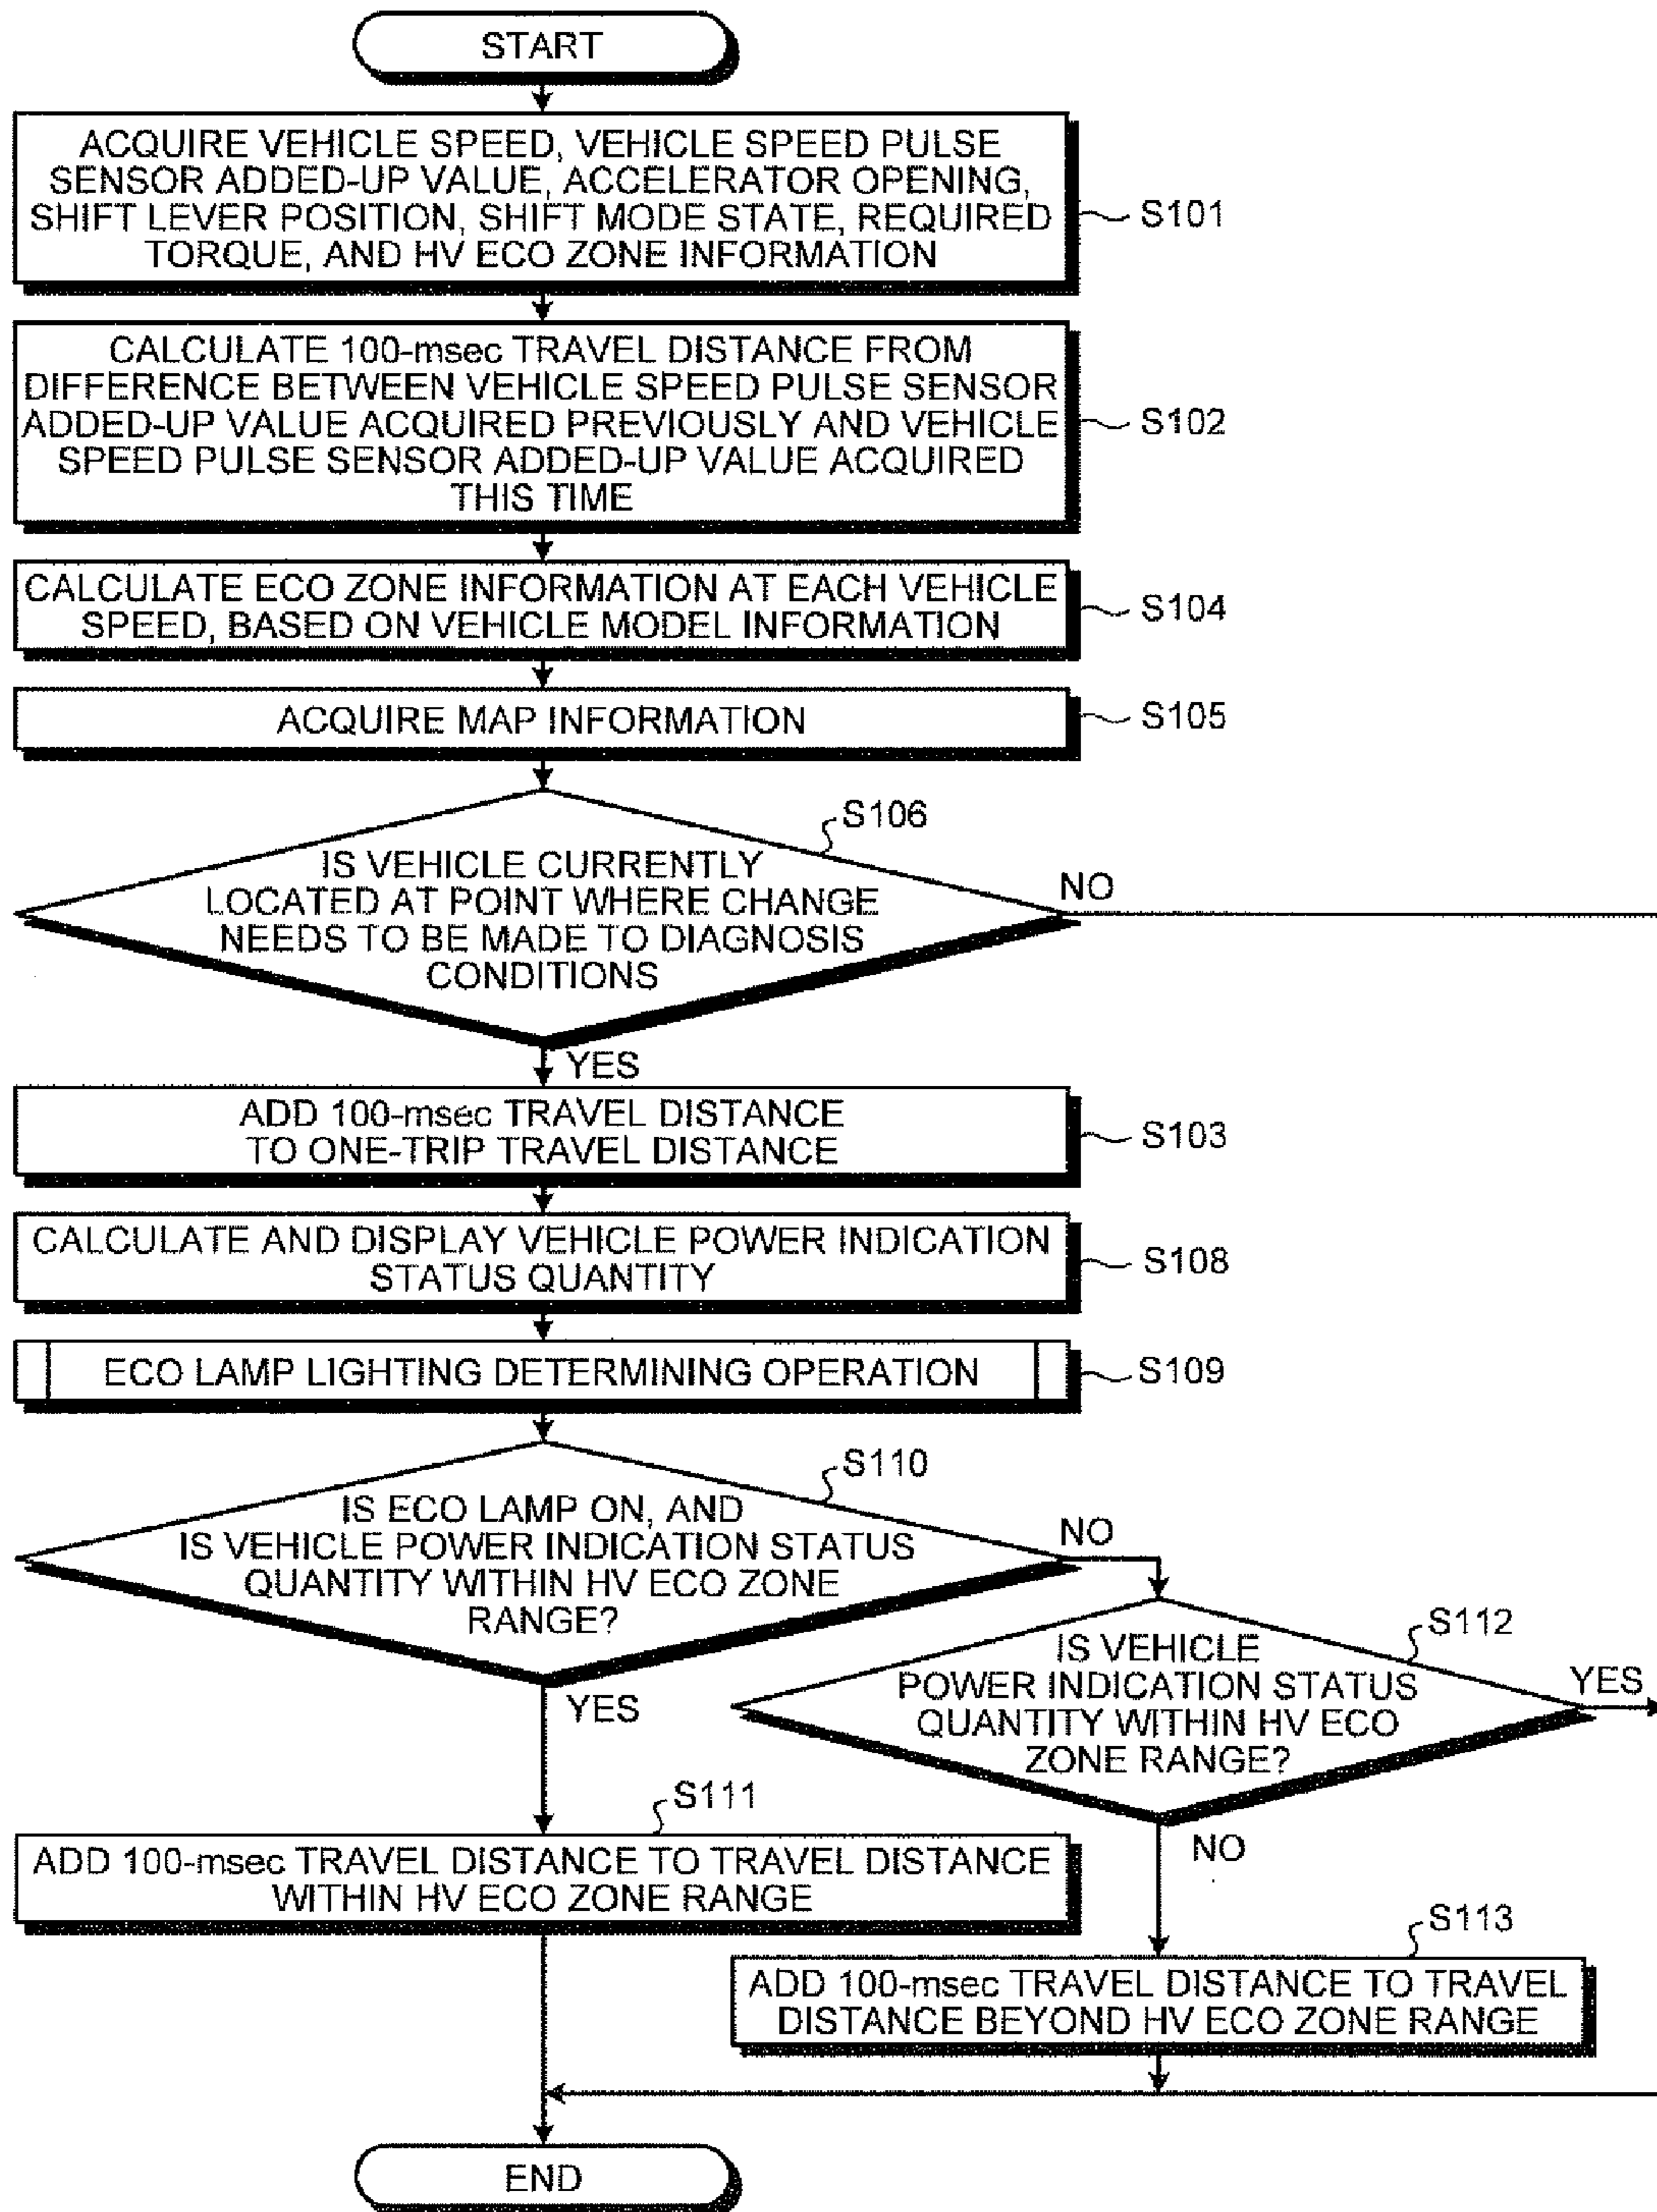 START
ACQUIRE VEHICLE SPEED, VEHICLE SPEED PULSE
SENSOR ADDED-UP VALUE, ACCELERATOR OPENING,
SHIFT LEVER POSITION, SHIFT MODE STATE, REQUIRED
TORQUE, AND HV ECO ZONE INFORMATION
S101
CALCULATE 100-msec TRAVEL DISTANCE FROM
DIFFERENCE BETWEEN VEHICLE SPEED PULSE SENSOR
ADDED-UP VALUE ACQUIRED PREVIOUSLY AND VEHICLE
SPEED PULSE SENSOR ADDED-UP VALUE ACQUIRED
THIS TIME
S102
CALCULATE ECO ZONE INFORMATION AT EACH VEHICLE
SPEED, BASED ON VEHICLE MODEL INFORMATION
S104
ACQUIRE MAP INFORMATION
S105
S106
IS VEHICLE CURRENTLY
LOCATED AT POINT WHERE CHANGE
NEEDS TO BE MADE TO DIAGNOSIS
CONDITIONS
NO
YES
ADD 100-msec TRAVEL DISTANCE
TO ONE-TRIP TRAVEL DISTANCE
S103
CALCULATE AND DISPLAY VEHICLE POWER INDICATION
STATUS QUANTITY
S108
ECO LAMP LIGHTING DETERMINING OPERATION
S109
S110
IS ECO LAMP ON, AND
IS VEHICLE POWER INDICATION STATUS
QUANTITY WITHIN HV ECO ZONE
RANGE?
NO
YES
S112
IS VEHICLE
POWER INDICATION STATUS
QUANTITY WITHIN HV ECO
ZONE RANGE?
YES
NO
S111
ADD 100-msec TRAVEL DISTANCE TO TRAVEL DISTANCE
WITHIN HV ECO ZONE RANGE
S113
ADD 100-msec TRAVEL DISTANCE TO TRAVEL
DISTANCE BEYOND HV ECO ZONE RANGE
END